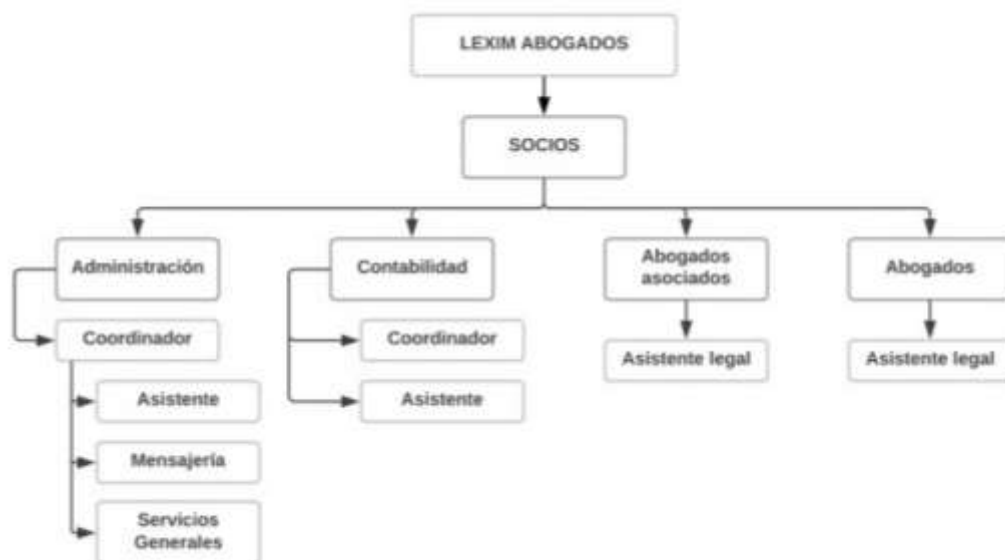 LEXIM ABOGADOS
SOCIOS
Administración
Contabilidad
Abogados
asociados
Abogados
Coordinador
Coordinador
Asistente legal
Asistente legal
Asistente
Asistente
Mensajería
Servicios
Generales